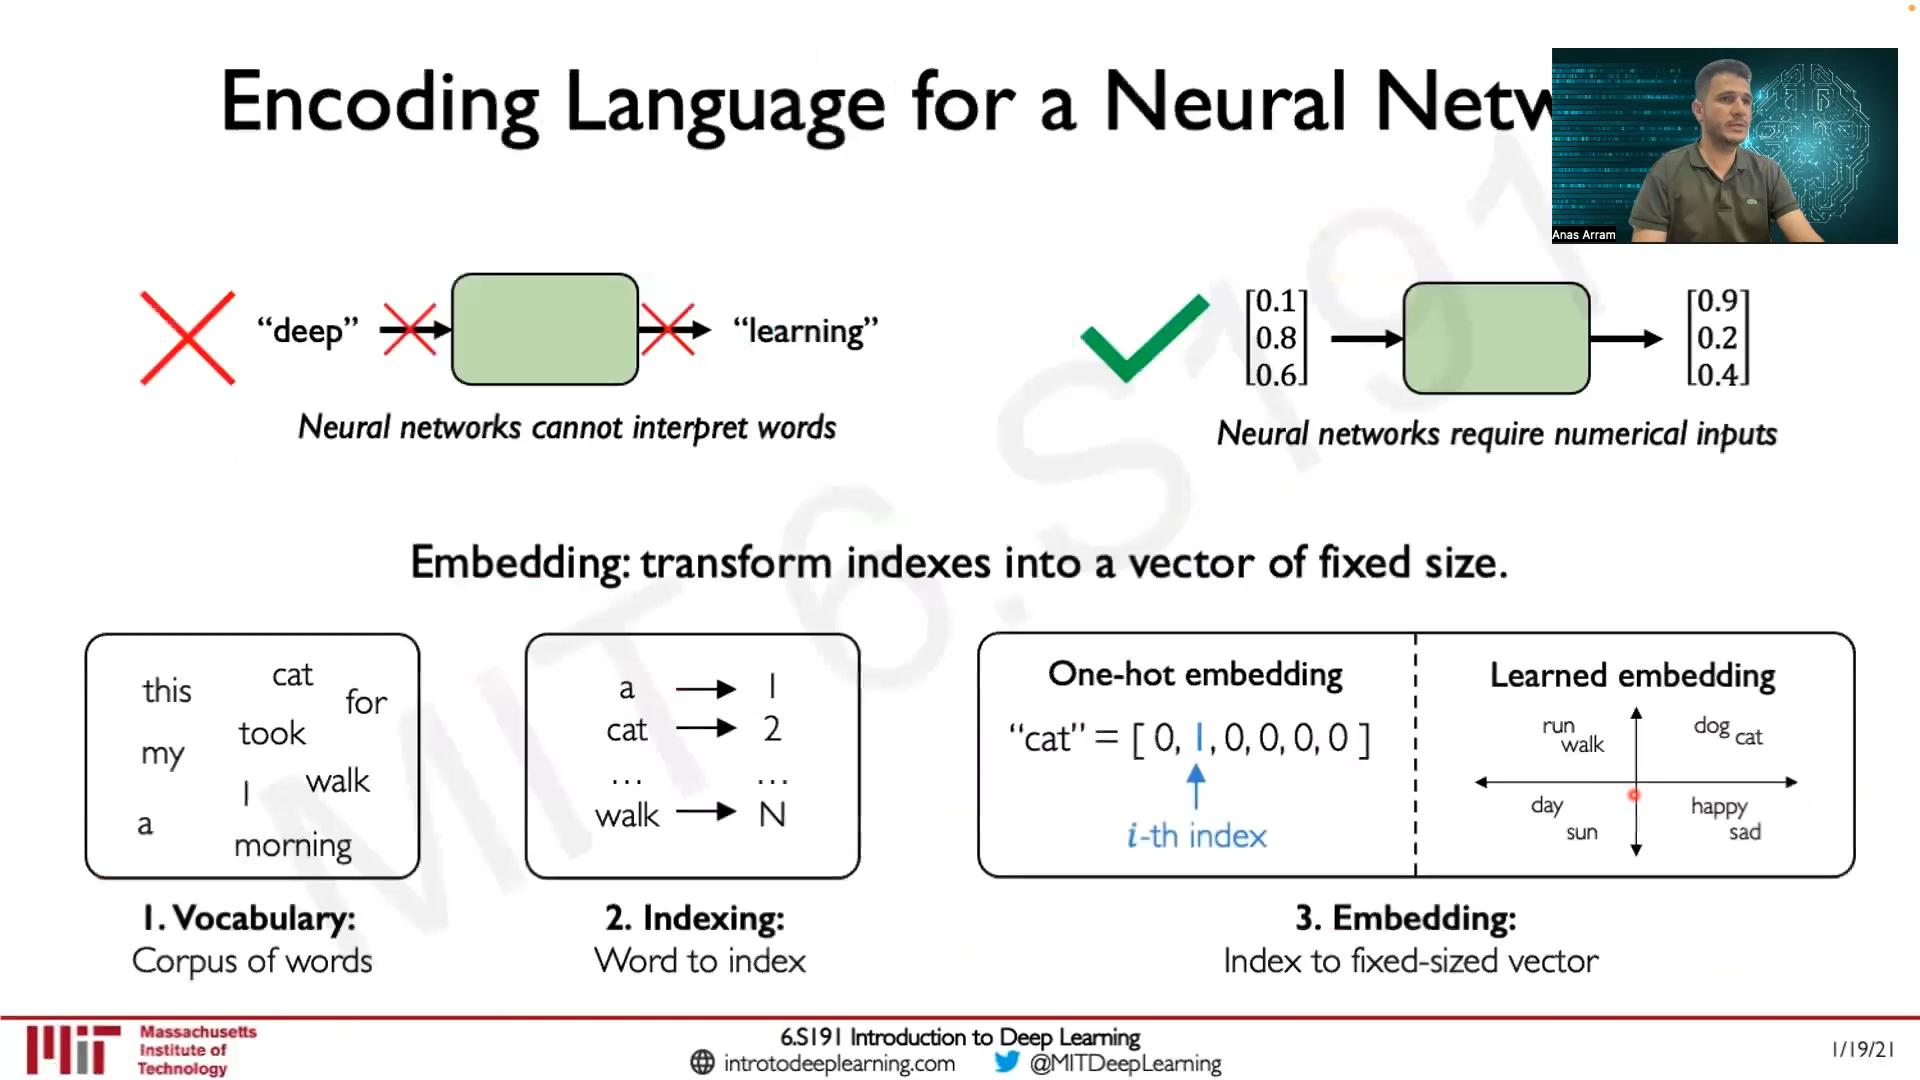 Encoding Language for a Neural Netw
Anas Arram
“deep”
“learning”
Neural networks cannot interpret words
[0.1
0.8
0.6]
[0.9
0.2
0.4]
Neural networks require numerical inputs
Embedding: transform indexes into a vector of fixed size.
this
cat
for
took
my
I
walk
a
morning
1. Vocabulary:
Corpus of words
a → 1
cat → 2
... ...
walk → N
2. Indexing:
Word to index
One-hot embedding
“cat” = [ 0, 1, 0, 0, 0, 0 ]
i-th index
Learned embedding
run
walk
dog
cat
day
sun
happy
sad
3. Embedding:
Index to fixed-sized vector
MIT 6.S191
Massachusetts
Institute of
Technology
6.S191 Introduction to Deep Learning
introtodeeplearning.com @MITDeepLearning
1/19/21